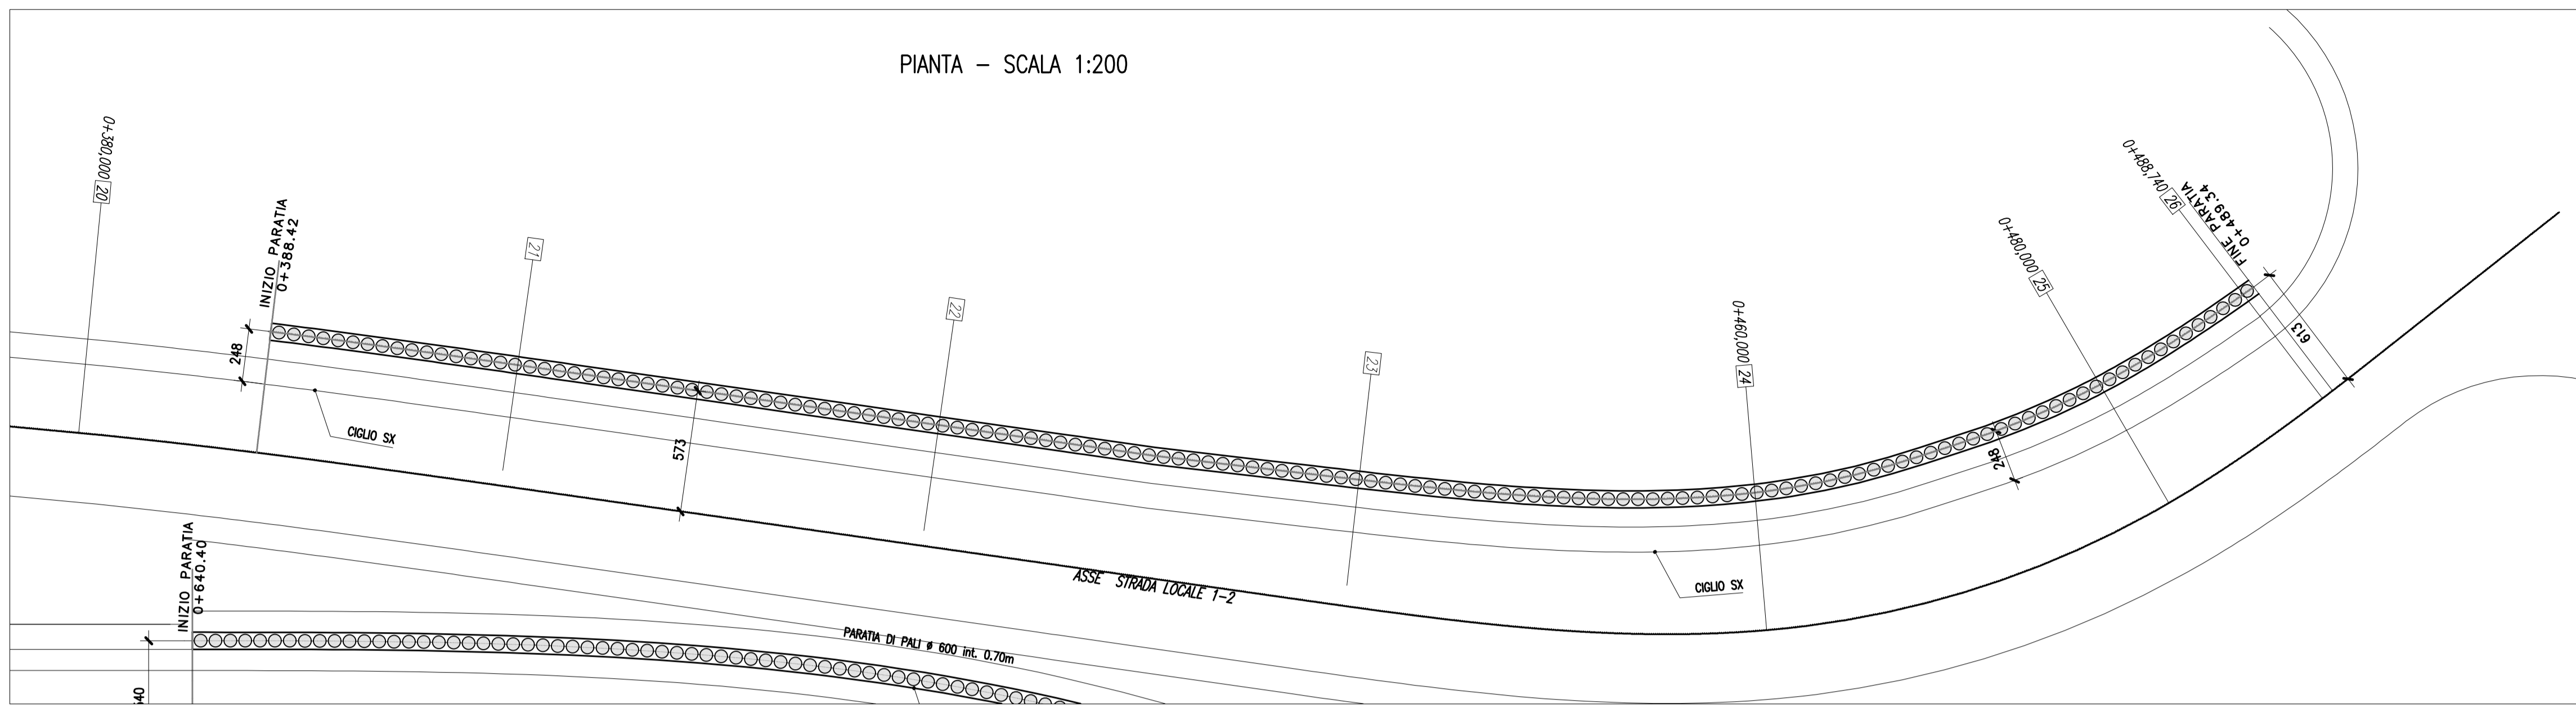 PIANTA – SCALA 1:200
0+380,000 20
INIZIO PARATIA
0+388.42
248
CIGLIO SX
21
573
22
23
0+460,000 24
0+480,000 25
0+488,740 26
FINE PARATIA
0+489.34
613
248
CIGLIO SX
ASSE STRADA LOCALE 1-2
INIZIO PARATIA
0+640.40
PARATIA DI PALI ø 600 int. 0.70m